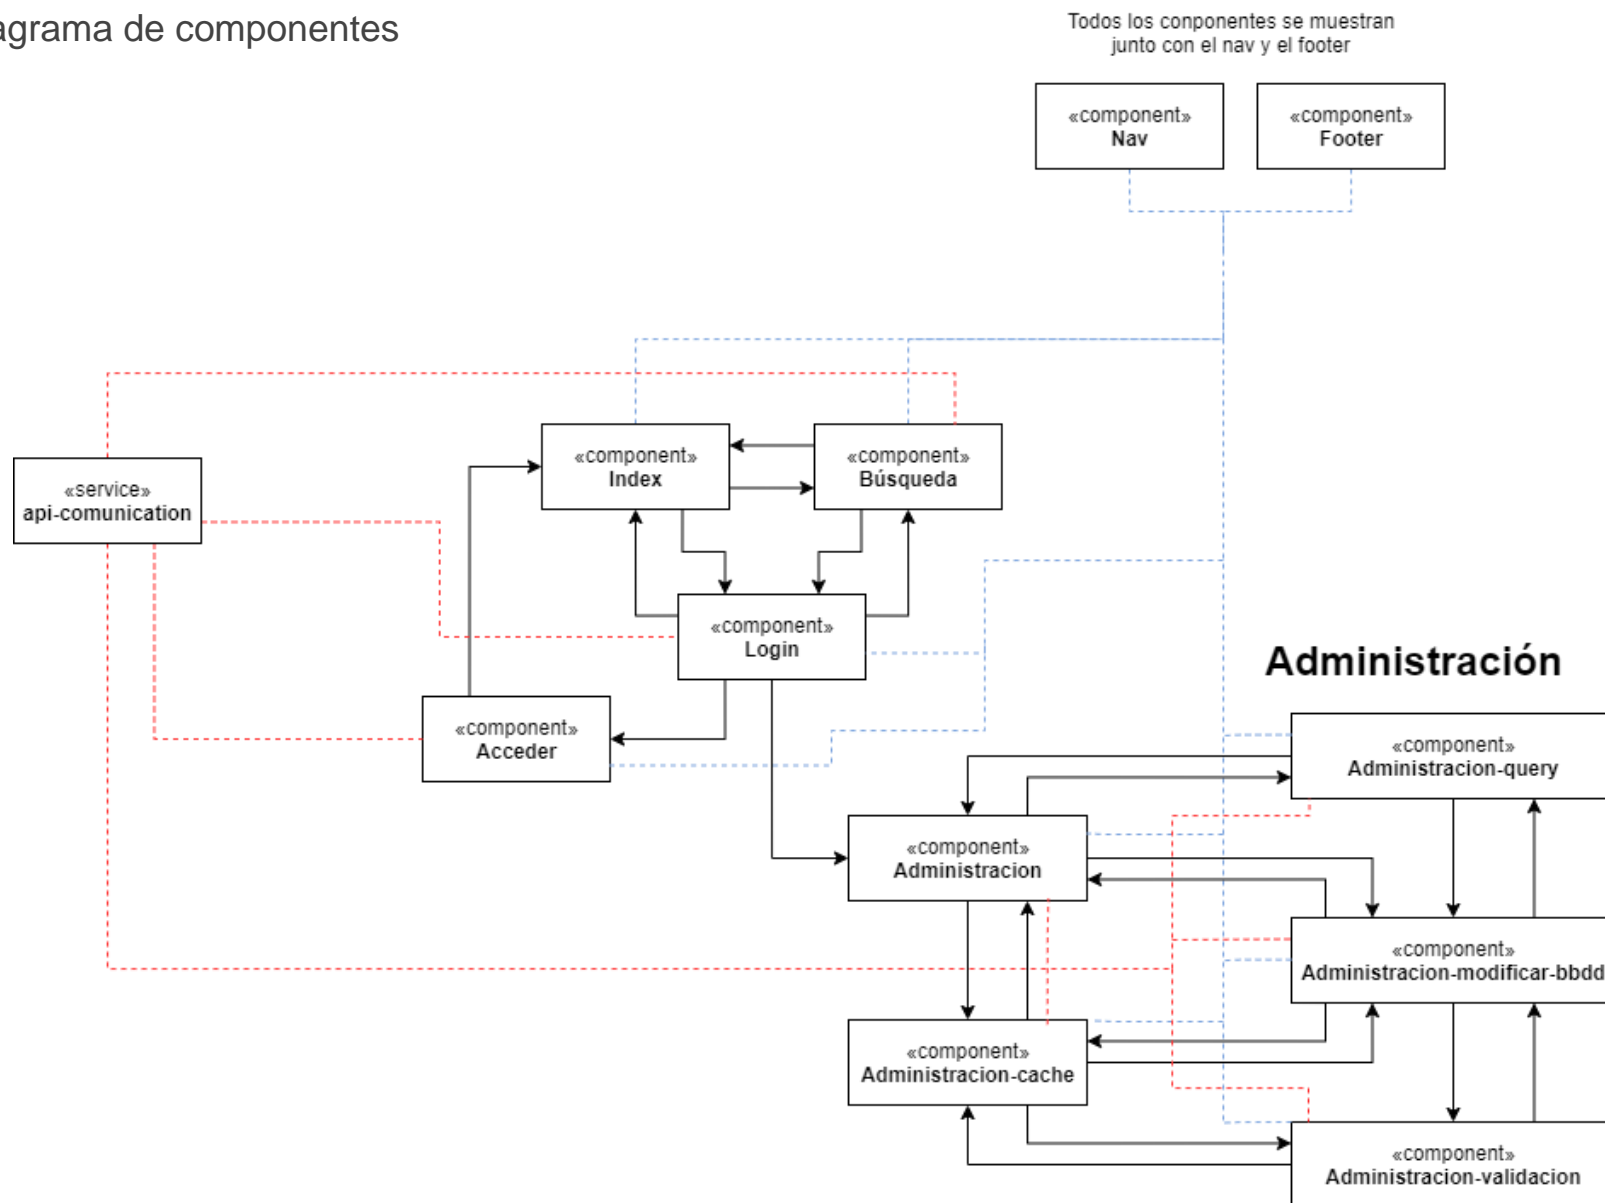 agrama de componentes
Todos los conponentes se muestran
junto con el nav y el footer
«component»
Nav
«component»
Footer
«component»
Index
«component»
Búsqueda
«service»
api-comunication
«component»
Login
Administración
«component»
Acceder
«component»
Administracion-query
«component»
Administracion
«component»
Administracion-modificar-bbdd
«component»
Administracion-cache
«component»
Administracion-validacion